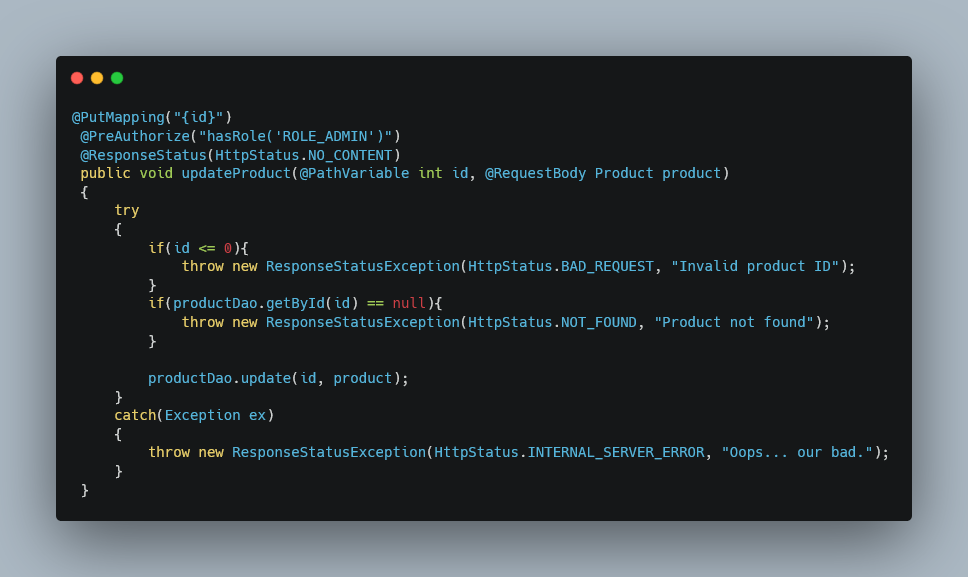 @PutMapping("{id}")
 @PreAuthorize("hasRole('ROLE_ADMIN')")
 @ResponseStatus(HttpStatus.NO_CONTENT)
 public void updateProduct(@PathVariable int id, @RequestBody Product product)
 {
     try
     {
         if(id <= 0){
             throw new ResponseStatusException(HttpStatus.BAD_REQUEST, "Invalid product ID");
         }
         if(productDao.getById(id) == null){
             throw new ResponseStatusException(HttpStatus.NOT_FOUND, "Product not found");
         }

         productDao.update(id, product);
     }
     catch(Exception ex)
     {
         throw new ResponseStatusException(HttpStatus.INTERNAL_SERVER_ERROR, "Oops... our bad.");
     }
 }